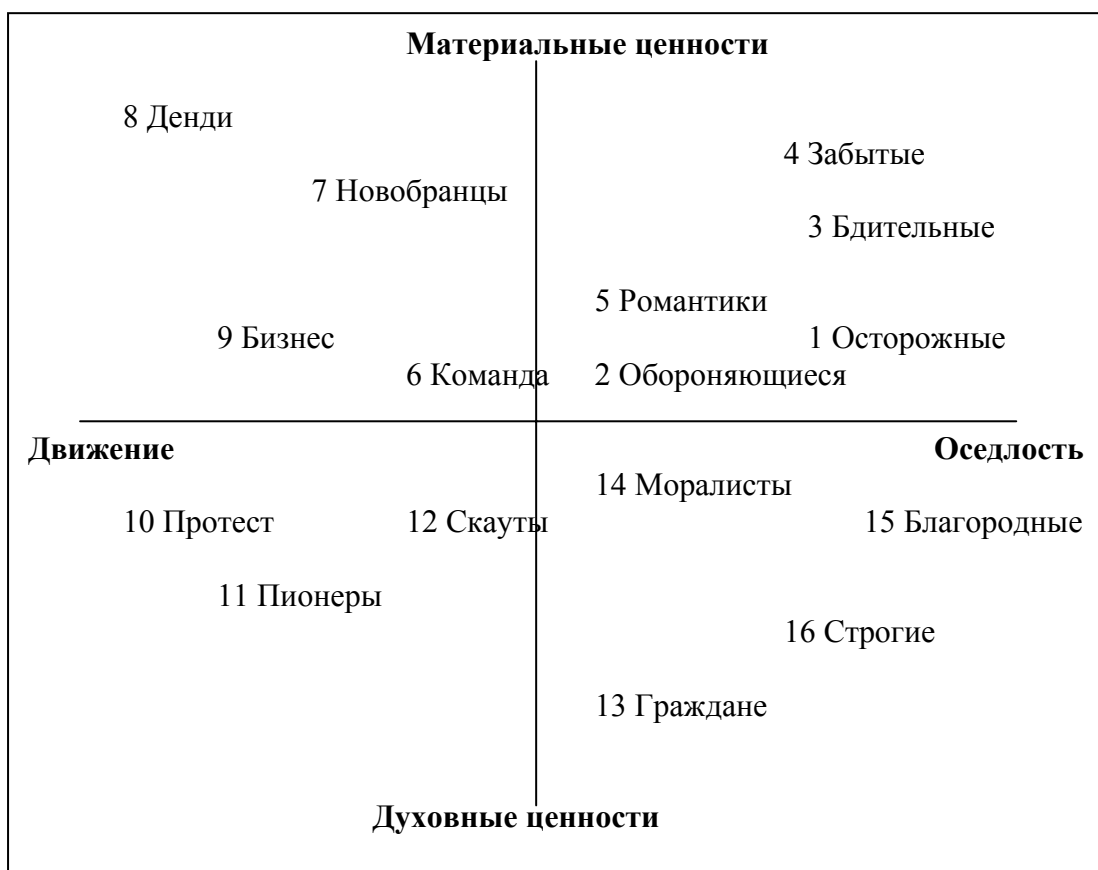 Материальные ценности
8 Денди
4 Забытые
7 Новобранцы
3 Бдительные
5 Романтики
9 Бизнес
1 Осторожные
6 Команда
2 Обороняющиеся
Движение
Оседлость
14 Моралисты
10 Протест
12 Скауты
15 Благородные
11 Пионеры
16 Строгие
13 Граждане
Духовные ценности